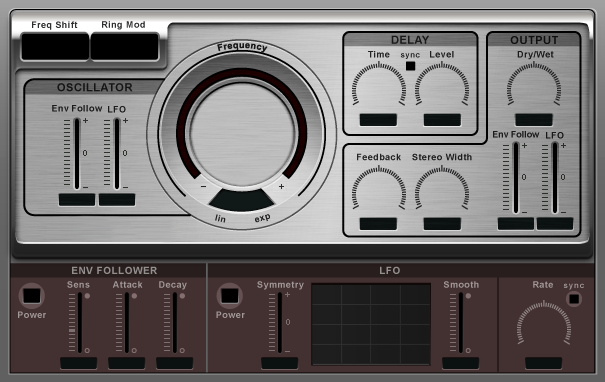 Freq Shift Ring Mod
Frequency
DELAY
OUTPUT
Time sync Level
Dry/Wet
OSCILLATOR
Env Follow LFO
+
0
−
− +
lin exp
Feedback Stereo Width
Env Follow LFO
+
0
−
ENV FOLLOWER
LFO
Sens Attack Decay
Power
Symmetry
+
0
−
Power
Smooth
Rate sync